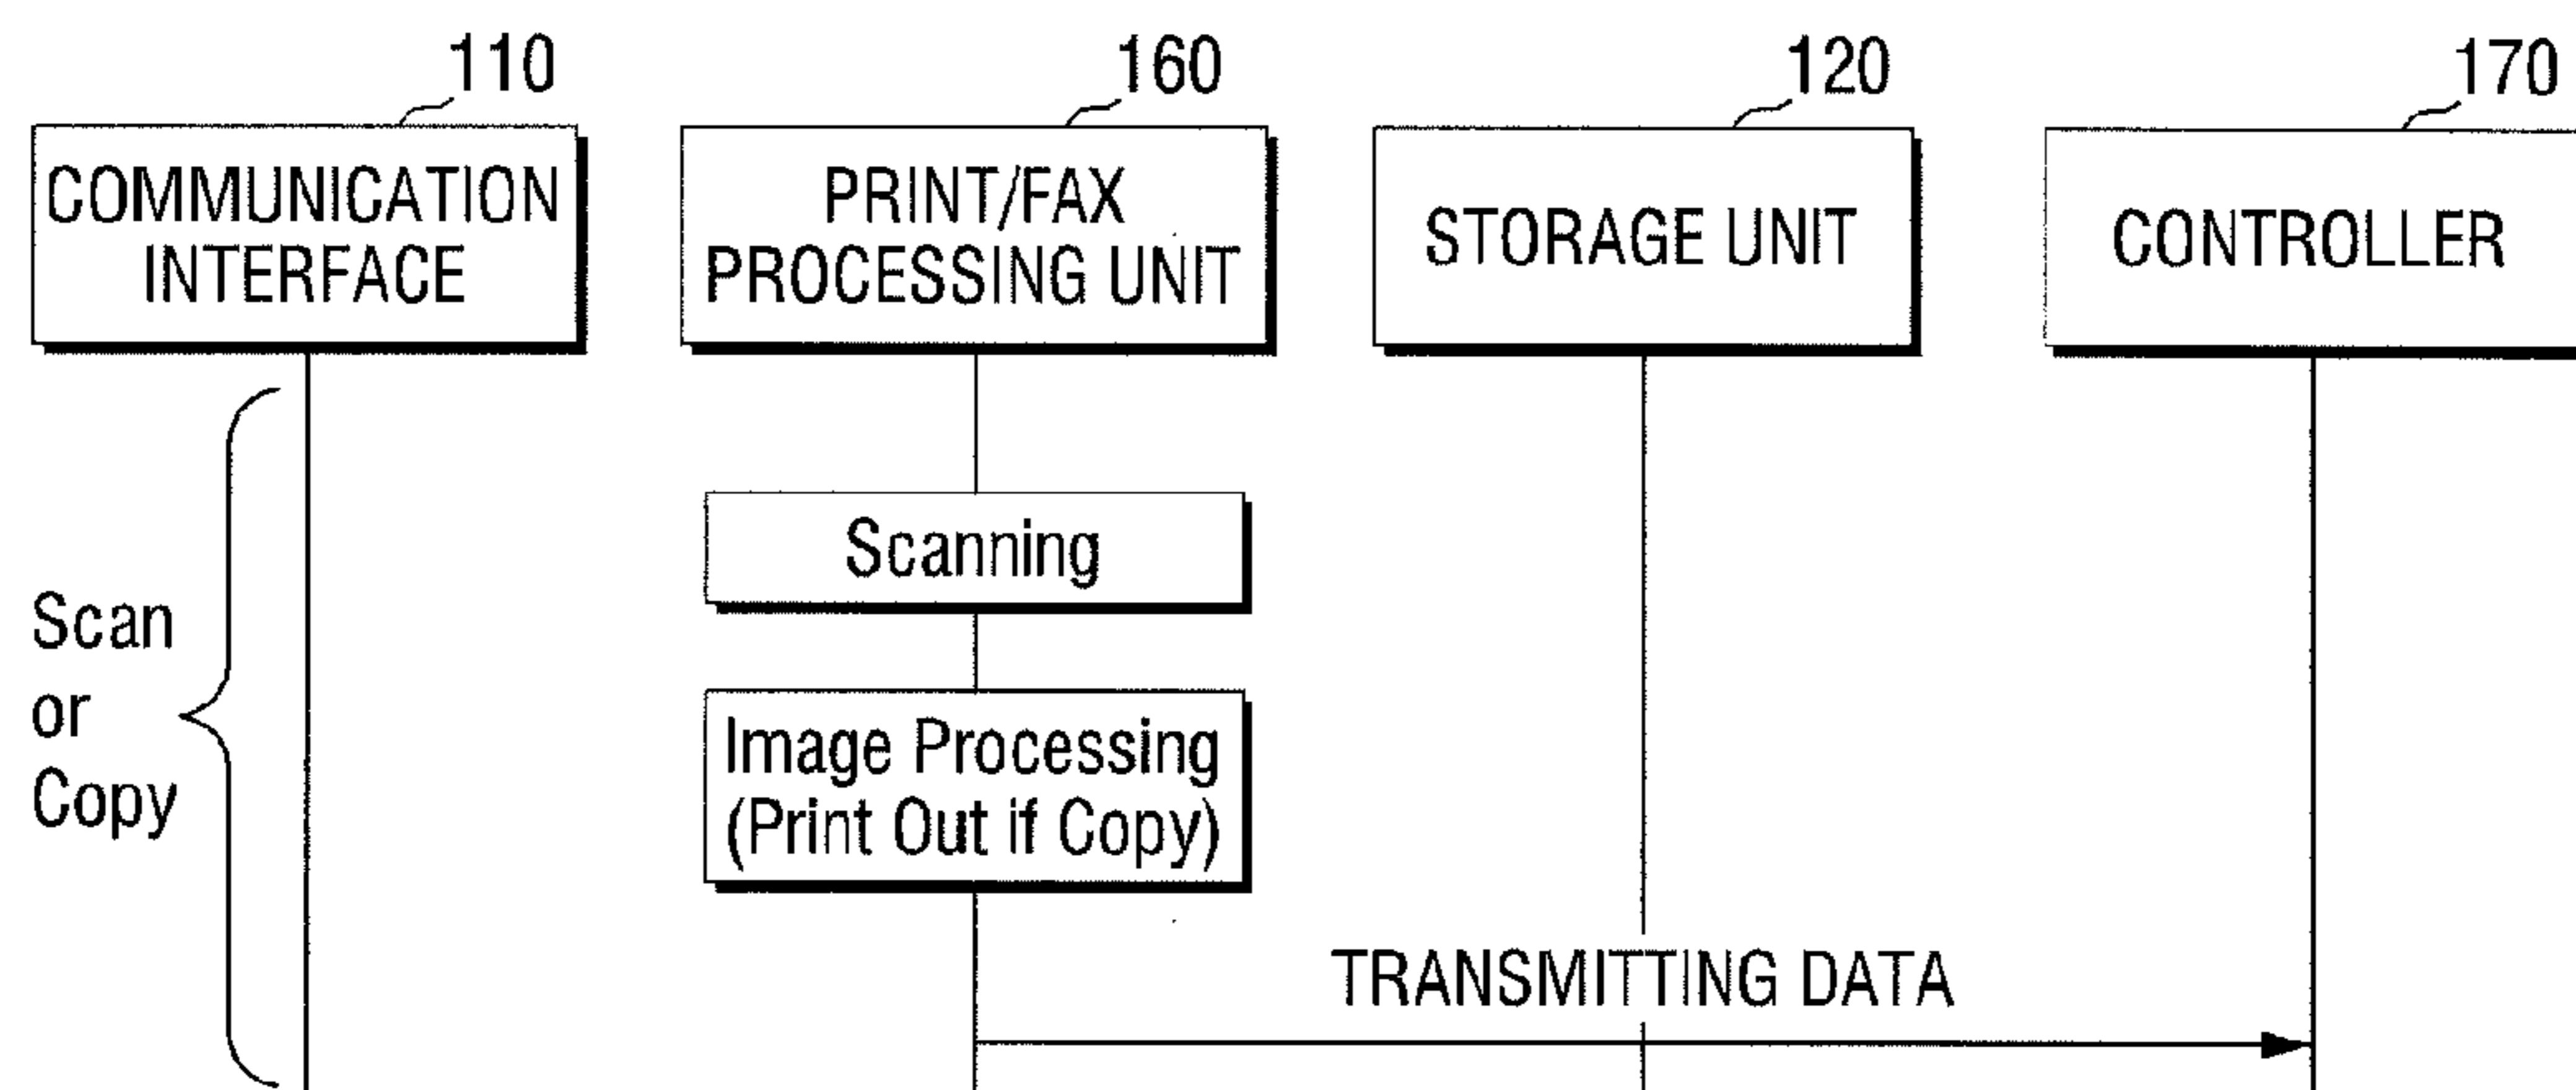 110
160
120
170
COMMUNICATION
INTERFACE
PRINT/FAX
PROCESSING UNIT
STORAGE UNIT
CONTROLLER
Scanning
Scan
or
Copy
Image Processing
(Print Out if Copy)
TRANSMITTING DATA